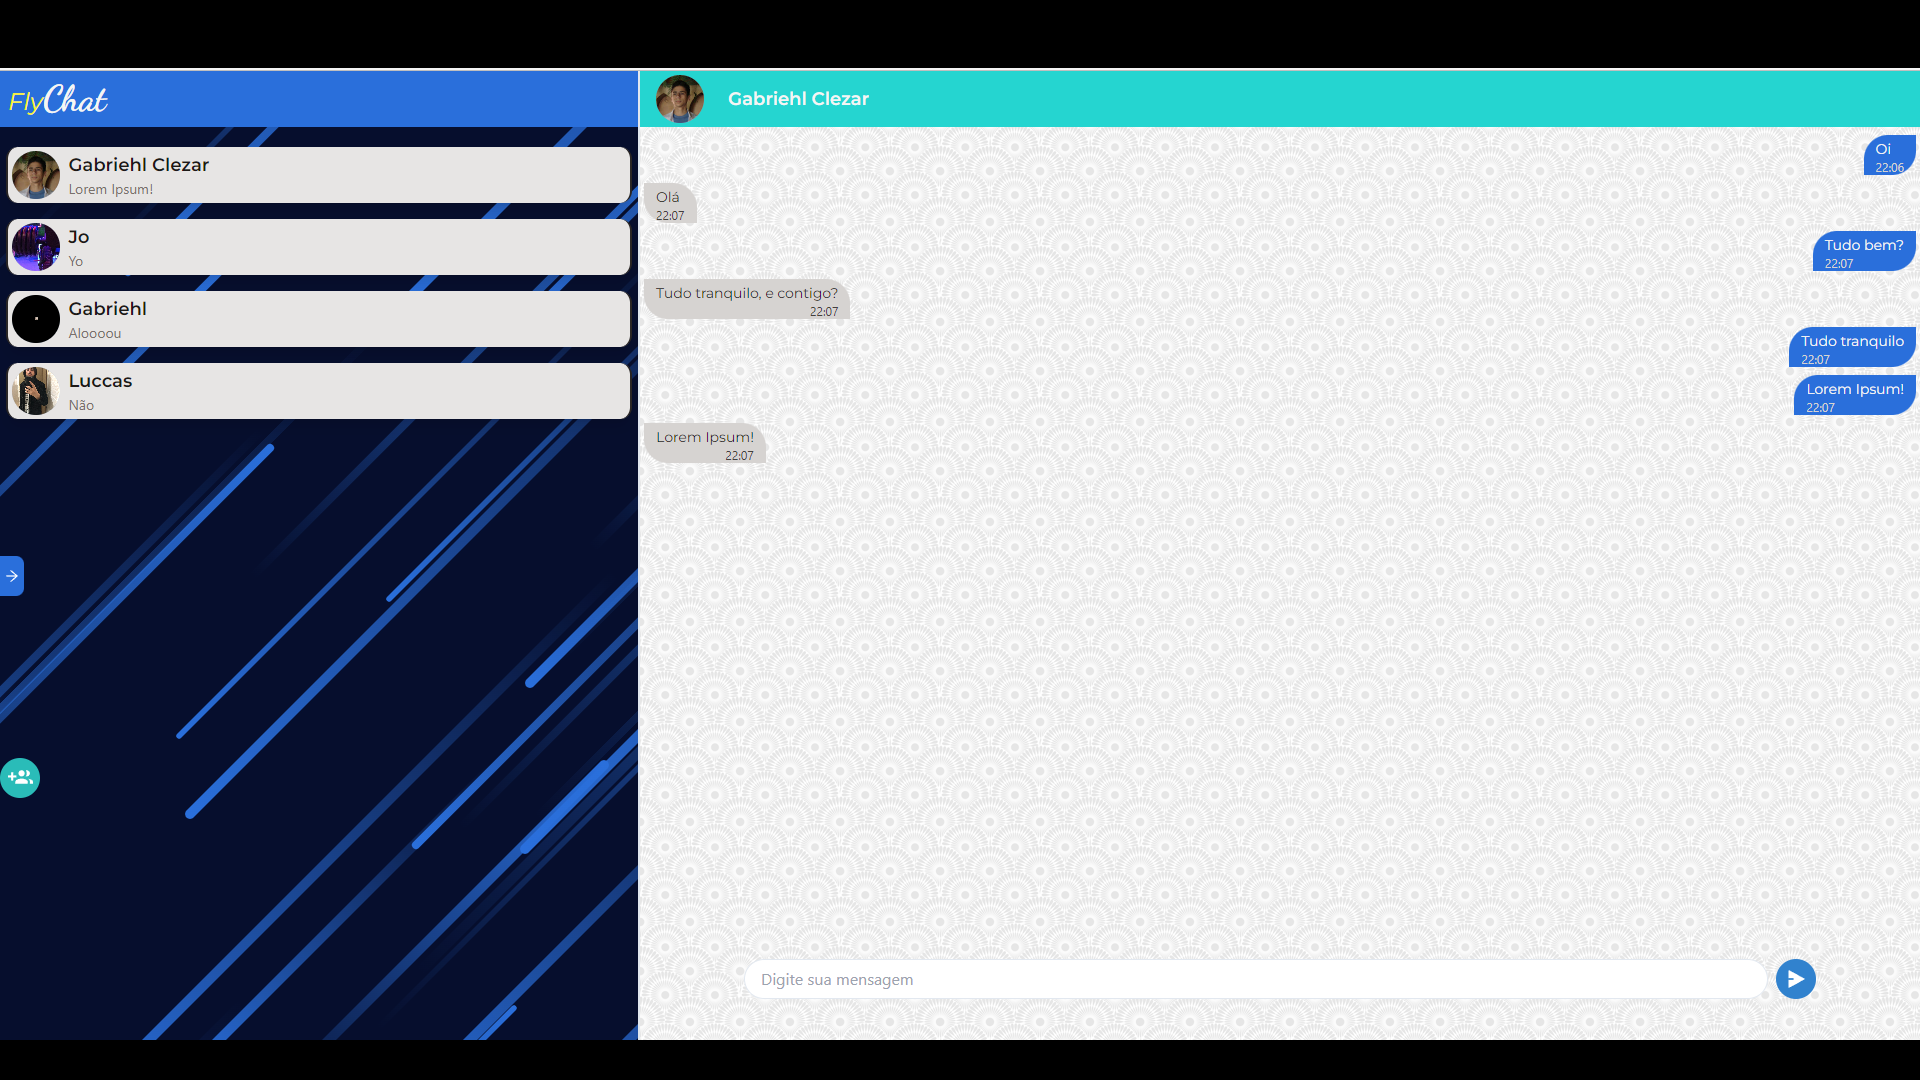 FlyChat
Gabriehl Clezar
Lorem Ipsum!
Jo
Yo
Gabriehl
Aloooou
Luccas
Não
Gabriehl Clezar
Oi
22:06
Olá
22:07
Tudo bem?
22:07
Tudo tranquilo, e contigo?
22:07
Tudo tranquilo
22:07
Lorem Ipsum!
22:07
Lorem Ipsum!
22:07
Digite sua mensagem